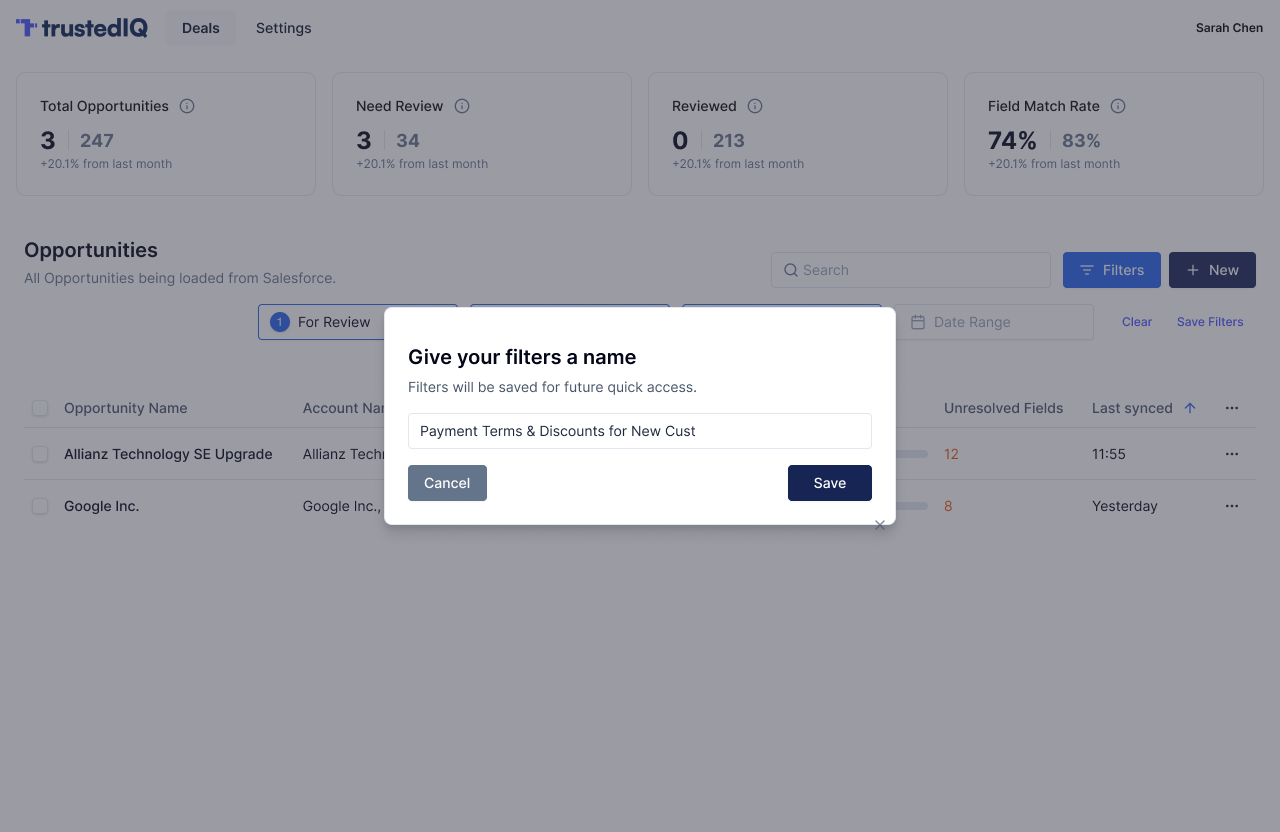 trustedIQ Deals Settings Sarah Chen
Total Opportunities Need Review Reviewed Field Match Rate
3 247 3 34 0 213 74% 83%
+20.1% from last month +20.1% from last month +20.1% from last month +20.1% from last month
Opportunities
All Opportunities being loaded from Salesforce.
Search Filters New
1 For Review Date Range Clear Save Filters
Give your filters a name
Filters will be saved for future quick access.
Payment Terms & Discounts for New Cust
Cancel Save
Opportunity Name Account Nar Unresolved Fields Last synced
Allianz Technology SE Upgrade Allianz Tech 12 11:55
Google Inc. Google Inc., 8 Yesterday